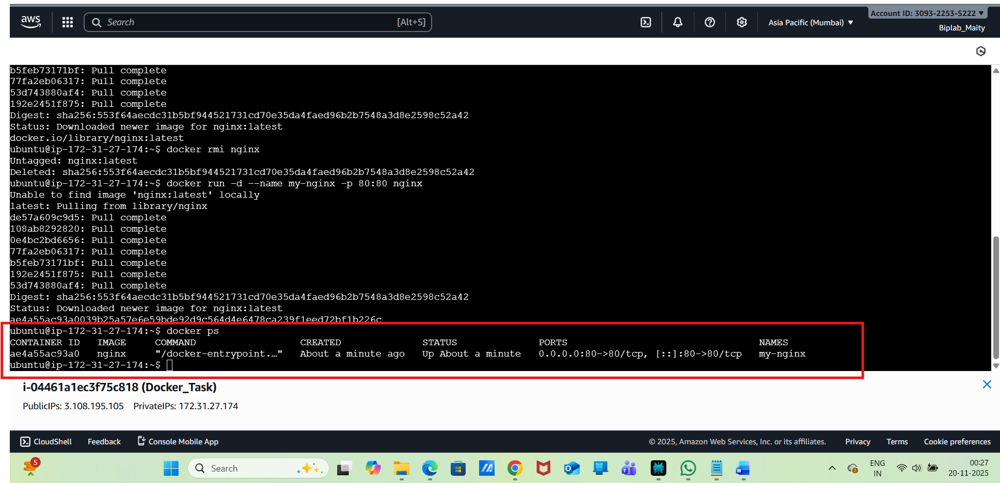 aws
Search [Alt+S]
Asia Pacific (Mumbai) ▼
Account ID: 3093-2253-5222 ▼
Biplab_Maity
b5feb73171bf: Pull complete
77fa2eb06317: Pull complete
53d743880af4: Pull complete
192e2451f875: Pull complete
Digest: sha256:553f64aecdc31b5bf944521731cd70e35da4faed96b2b7548a3d8e2598c52a42
Status: Downloaded newer image for nginx:latest
docker.io/library/nginx:latest
ubuntu@ip-172-31-27-174:~$ docker rmi nginx
Untagged: nginx:latest
Deleted: sha256:553f64aecdc31b5bf944521731cd70e35da4faed96b2b7548a3d8e2598c52a42
ubuntu@ip-172-31-27-174:~$ docker run -d --name my-nginx -p 80:80 nginx
Unable to find image 'nginx:latest' locally
latest: Pulling from library/nginx
de57a609c9d5: Pull complete
108ab8292820: Pull complete
0e4bc2bd6656: Pull complete
77fa2eb06317: Pull complete
b5feb73171bf: Pull complete
192e2451f875: Pull complete
53d743880af4: Pull complete
Digest: sha256:553f64aecdc31b5bf944521731cd70e35da4faed96b2b7548a3d8e2598c52a42
Status: Downloaded newer image for nginx:latest
ae4a55ac93a0039b25a57e6e59bde92d9c564d4e6478ca239f1eed72bf1b226c
ubuntu@ip-172-31-27-174:~$ docker ps
CONTAINER ID   IMAGE     COMMAND                  CREATED              STATUS              PORTS                                 NAMES
ae4a55ac93a0   nginx     "/docker-entrypoint.…"   About a minute ago   Up About a minute   0.0.0.0:80->80/tcp, [::]:80->80/tcp   my-nginx
ubuntu@ip-172-31-27-174:~$
i-04461a1ec3f75c818 (Docker_Task)
PublicIPs: 3.108.195.105 PrivateIPs: 172.31.27.174
CloudShell Feedback Console Mobile App © 2025, Amazon Web Services, Inc. or its affiliates. Privacy Terms Cookie preferences
5
Search
ENG
IN
00:27
20-11-2025